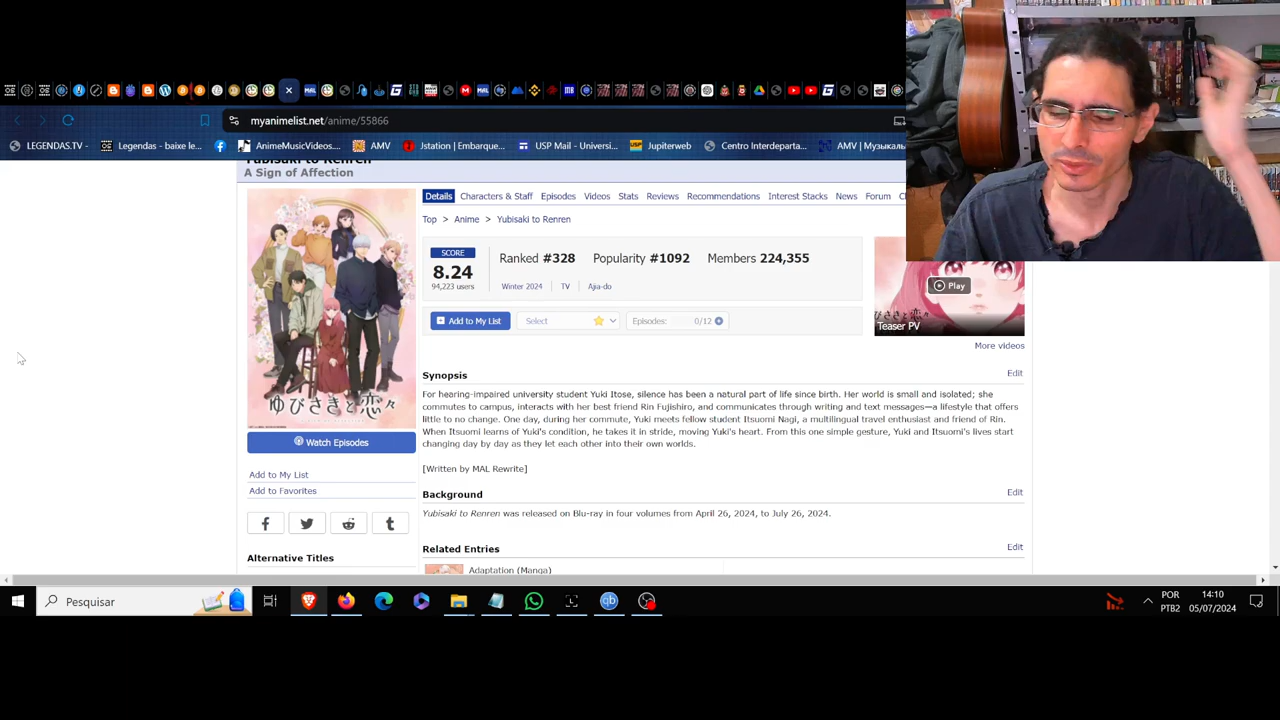 myanimelist.net/anime/55866
LEGENDAS.TV - Legendas - baixe le... AnimeMusicVideos.... AMV Jstation | Embarque... USP Mail - Universi... Jupiterweb Centro Interdeparta... AMV | Музыкаль
Yubisaki to Renren
A Sign of Affection
Details Characters & Staff Episodes Videos Stats Reviews Recommendations Interest Stacks News Forum
Top > Anime > Yubisaki to Renren
SCORE
8.24
94,223 users
Ranked #328 Popularity #1092 Members 224,355
Winter 2024 TV Ajia-do
Add to My List Select Episodes: 0/12
Play
Teaser PV
More videos
ゆびさきと恋々
Synopsis Edit
For hearing-impaired university student Yuki Itose, silence has been a natural part of life since birth. Her world is small and isolated; she
commutes to campus, interacts with her best friend Rin Fujishiro, and communicates through writing and text messages—a lifestyle that offers
little to no change. One day, during her commute, Yuki meets fellow student Itsuomi Nagi, a multilingual travel enthusiast and friend of Rin.
When Itsuomi learns of Yuki's condition, he takes it in stride, moving Yuki's heart. From this one simple gesture, Yuki and Itsuomi's lives start
changing day by day as they let each other into their own worlds.
[Written by MAL Rewrite]
Background Edit
Yubisaki to Renren was released on Blu-ray in four volumes from April 26, 2024, to July 26, 2024.
Related Entries Edit
Adaptation (Manga)
Watch Episodes
Add to My List
Add to Favorites
Alternative Titles
Pesquisar
POR
PTB2
14:10
05/07/2024